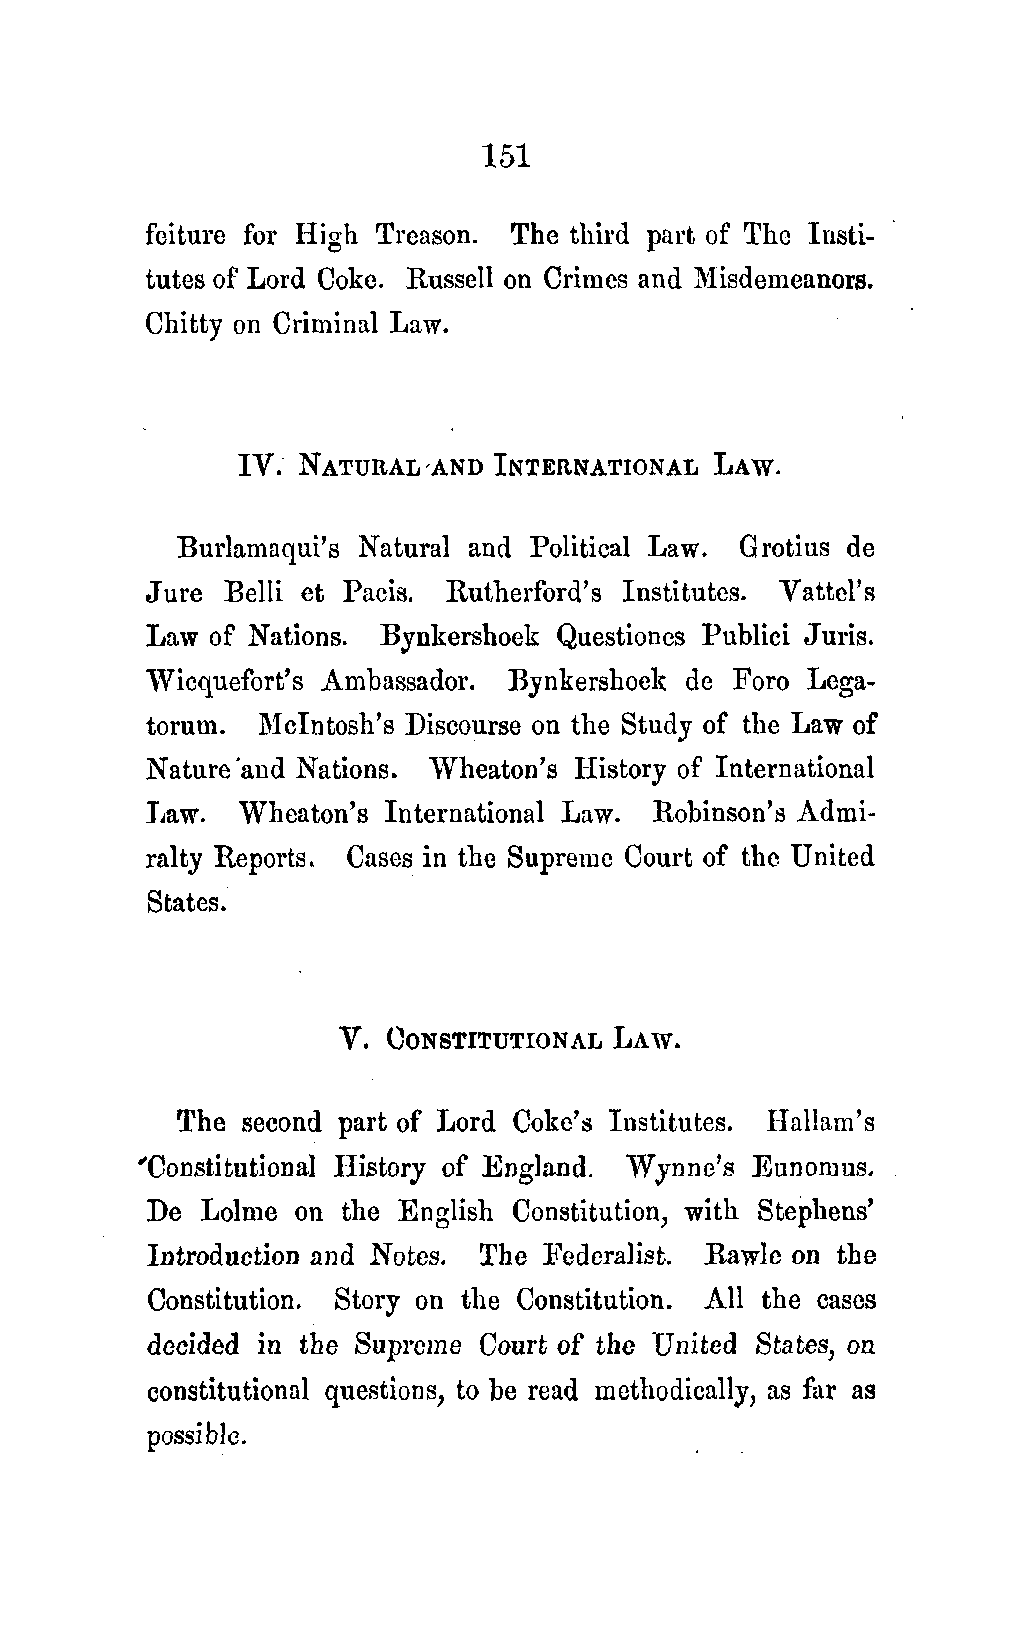 151
feiture for High Treason. The third part of The Insti-
tutes of Lord Coke. Russell on Crimes and Misdemeanors.
Chitty on Criminal Law.
IV. NATURAL AND INTERNATIONAL LAW.
Burlamaqui's Natural and Political Law. Grotius de
Jure Belli et Pacis. Rutherford's Institutes. Vattel's
Law of Nations. Bynkershoek Questiones Publici Juris.
Wicquefort's Ambassador. Bynkershoek de Foro Lega-
torum. McIntosh's Discourse on the Study of the Law of
Nature and Nations. Wheaton's History of International
Law. Wheaton's International Law. Robinson's Admi-
ralty Reports. Cases in the Supreme Court of the United
States.
V. CONSTITUTIONAL LAW.
The second part of Lord Coke's Institutes. Hallam's
Constitutional History of England. Wynne's Eunomus.
De Lolme on the English Constitution, with Stephens'
Introduction and Notes. The Federalist. Rawle on the
Constitution. Story on the Constitution. All the cases
decided in the Supreme Court of the United States, on
constitutional questions, to be read methodically, as far as
possible.